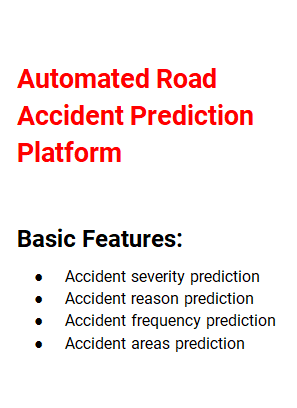 Automated Road
Accident Prediction
Platform
Basic Features:
● Accident severity prediction
● Accident reason prediction
● Accident frequency prediction
● Accident areas prediction